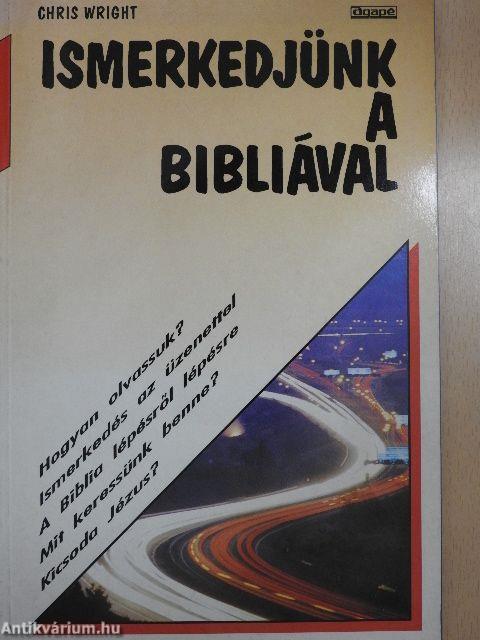 CHRIS WRIGHT
agapé
ISMERKEDJÜNK
A
BIBLIÁVAL
Hogyan olvassuk?
Ismerkedés az üzenettel
A Biblia lépésről lépésre
Mit keressünk benne?
Kicsoda Jézus?
Antikvárium.hu